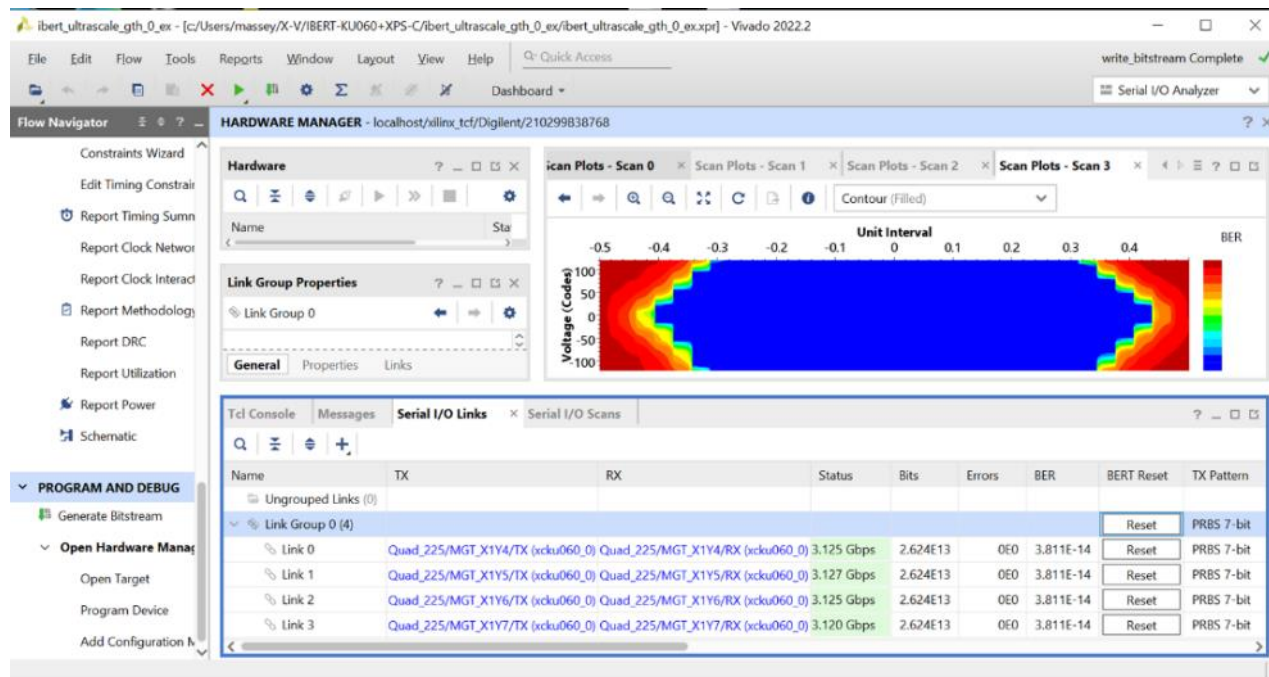 ibert_ultrascale_gth_0_ex - [c:/Users/massey/X-V/IBERT-KU060+XPS-C/ibert_ultrascale_gth_0_ex/ibert_ultrascale_gth_0_ex.xpr] - Vivado 2022.2
File Edit Flow Tools Reports Window Layout View Help Quick Access write_bitstream Complete
Dashboard Serial I/O Analyzer
Flow Navigator
Constraints Wizard
Edit Timing Constrain
Report Timing Summ
Report Clock Networ
Report Clock Interact
Report Methodology
Report DRC
Report Utilization
Report Power
Schematic
PROGRAM AND DEBUG
Generate Bitstream
Open Hardware Manag
Open Target
Program Device
Add Configuration M
HARDWARE MANAGER - localhost/xilinx_tcf/Digilent/210299838768
Hardware
Name Sta
Link Group Properties
Link Group 0
General Properties Links
Scan Plots - Scan 0 Scan Plots - Scan 1 Scan Plots - Scan 2 Scan Plots - Scan 3
Contour (Filled)
Unit Interval
BER
-0.5 -0.4 -0.3 -0.2 -0.1 0 0.1 0.2 0.3 0.4
Voltage (Codes)
100
50
0
-50
-100
Tcl Console Messages Serial I/O Links Serial I/O Scans
Name TX RX Status Bits Errors BER BERT Reset TX Pattern
Ungrouped Links (0)
Link Group 0 (4) Reset PRBS 7-bit
Link 0 Quad_225/MGT_X1Y4/TX (xcku060_0) Quad_225/MGT_X1Y4/RX (xcku060_0) 3.125 Gbps 2.624E13 0E0 3.811E-14 Reset PRBS 7-bit
Link 1 Quad_225/MGT_X1Y5/TX (xcku060_0) Quad_225/MGT_X1Y5/RX (xcku060_0) 3.127 Gbps 2.624E13 0E0 3.811E-14 Reset PRBS 7-bit
Link 2 Quad_225/MGT_X1Y6/TX (xcku060_0) Quad_225/MGT_X1Y6/RX (xcku060_0) 3.125 Gbps 2.624E13 0E0 3.811E-14 Reset PRBS 7-bit
Link 3 Quad_225/MGT_X1Y7/TX (xcku060_0) Quad_225/MGT_X1Y7/RX (xcku060_0) 3.120 Gbps 2.624E13 0E0 3.811E-14 Reset PRBS 7-bit